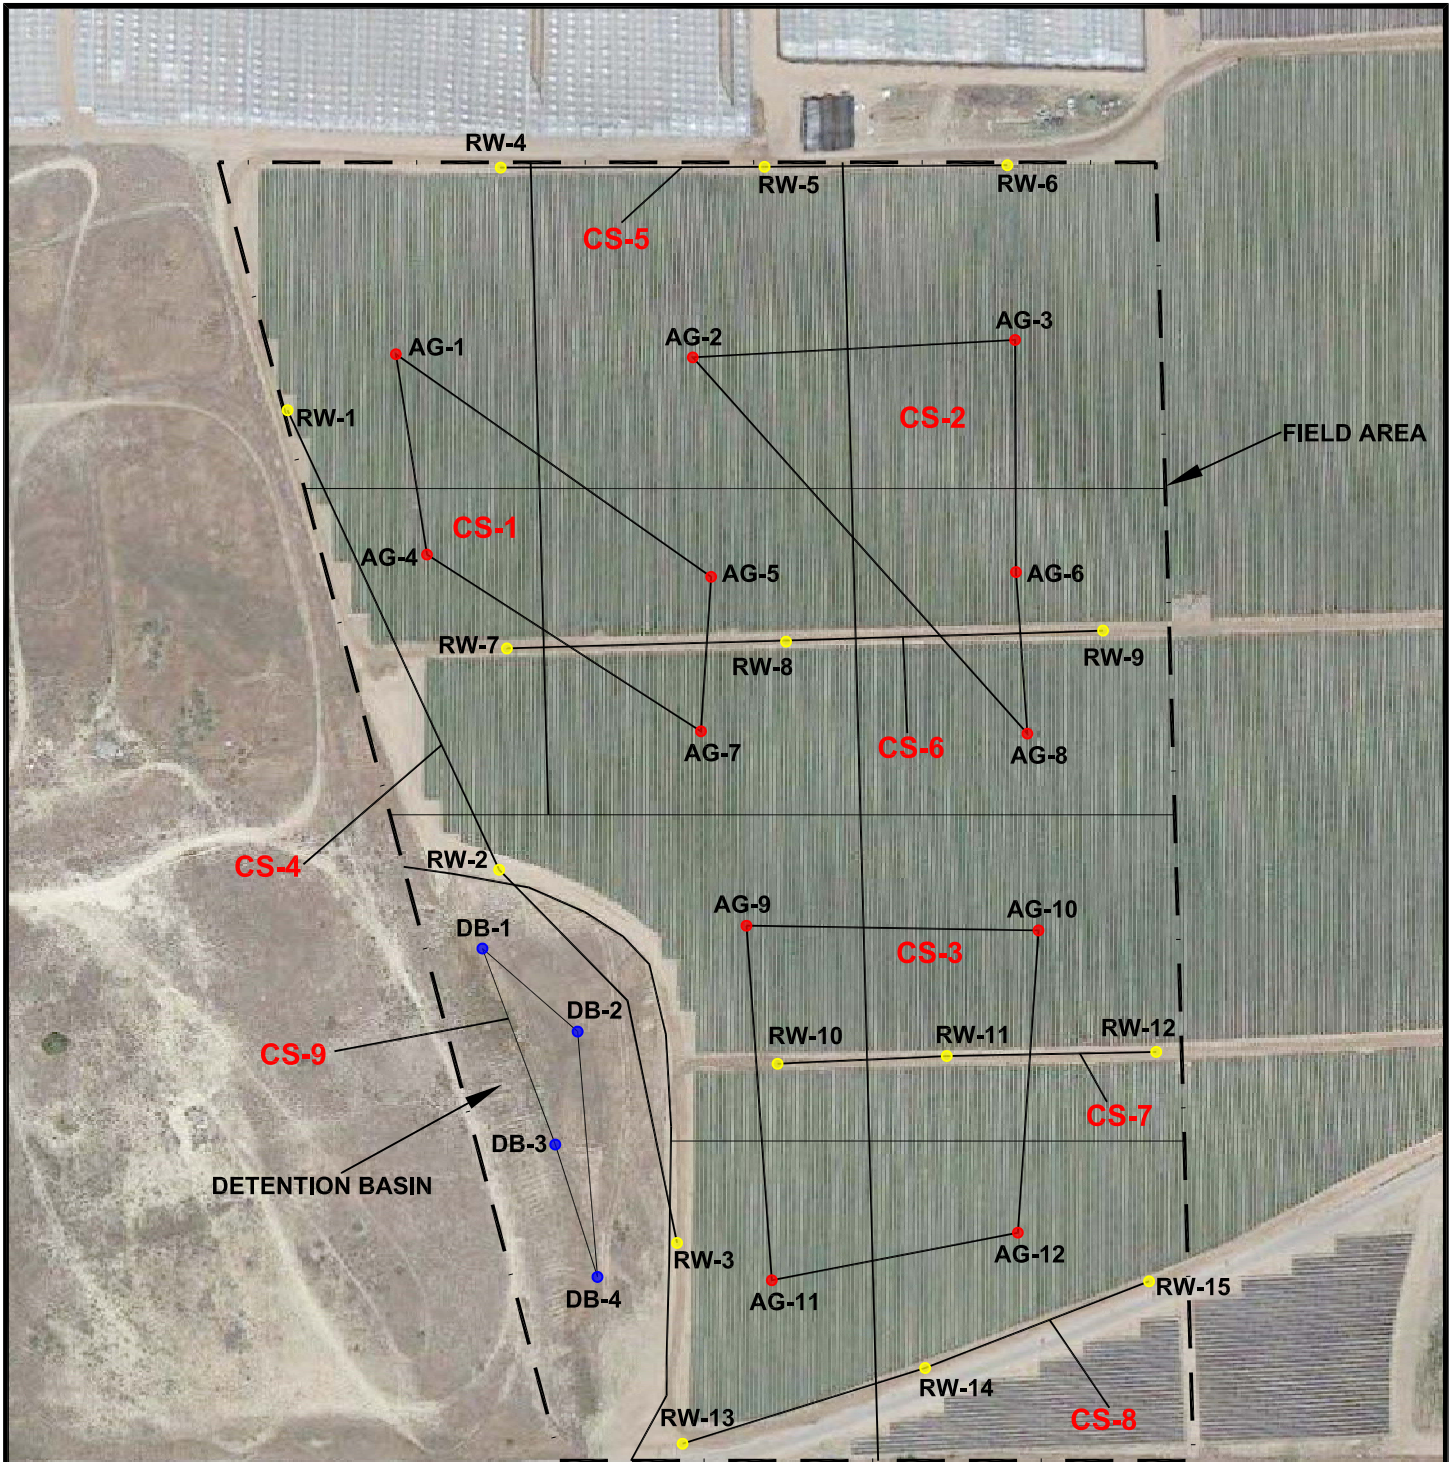 RW-4
RW-5
RW-6
CS-5
AG-1
AG-2
AG-3
RW-1
CS-2
FIELD AREA
CS-1
AG-4
AG-5
AG-6
RW-7
RW-8
RW-9
AG-7
CS-6
AG-8
CS-4
RW-2
AG-9
AG-10
DB-1
CS-3
DB-2
CS-9
RW-10
RW-11
RW-12
CS-7
DB-3
DETENTION BASIN
RW-3
AG-12
DB-4
AG-11
RW-15
RW-14
RW-13
CS-8